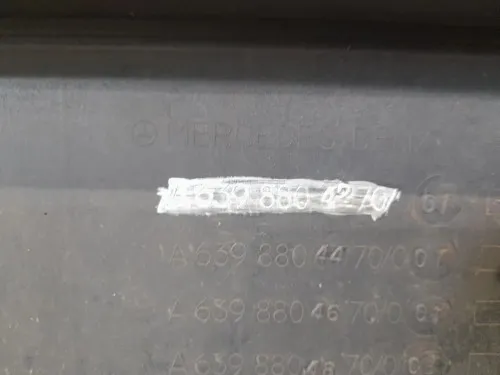 MERCEDES BENZ
A 639 880 42 70 67
A 639 880 44 70/0 07
A 639 880 46 70/0 07
A 639 880 48 70/0